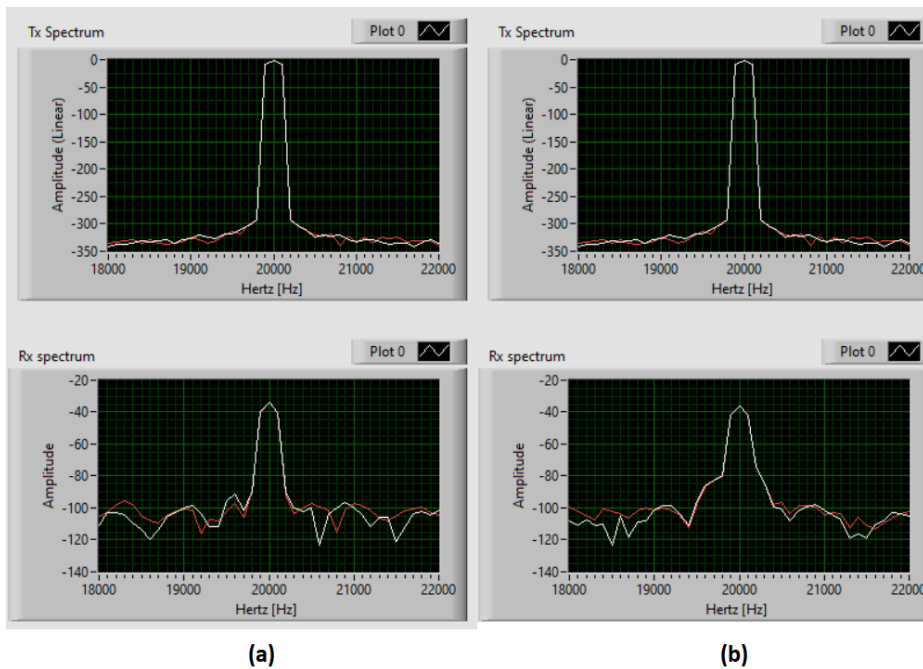 Tx Spectrum
Plot 0
0
-50
-100
-150
-200
-250
-300
-350
Amplitude (Linear)
18000 19000 20000 21000 22000
Hertz [Hz]
Tx Spectrum
Plot 0
0
-50
-100
-150
-200
-250
-300
-350
Amplitude (Linear)
18000 19000 20000 21000 22000
Hertz [Hz]
Rx spectrum
Plot 0
-20
-40
-60
-80
-100
-120
-140
Amplitude
18000 19000 20000 21000 22000
Hertz [Hz]
Rx spectrum
Plot 0
-20
-40
-60
-80
-100
-120
-140
Amplitude
18000 19000 20000 21000 22000
Hertz [Hz]
(a)
(b)